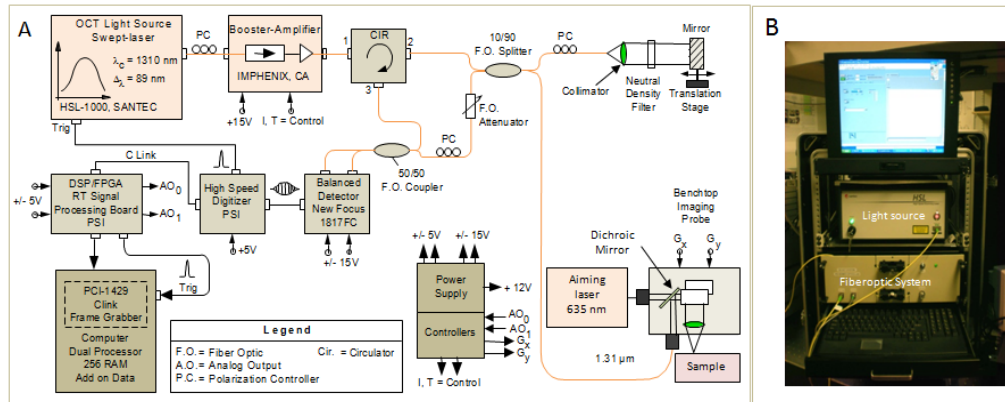 A
OCT Light Source
Swept-laser
λc = 1310 nm
Δλ = 89 nm
HSL-1000, SANTEC
Trig
PC
Booster-Amplifier
IMPHENIX, CA
+15V
I, T = Control
1
CIR
2
3
10/90
F.O. Splitter
PC
Collimator
Neutral
Density
Filter
Mirror
Translation
Stage
F.O.
Attenuator
PC
50/50
F.O. Coupler
C Link
DSP/FPGA
RT Signal
Processing Board
PSI
+/- 5V
AO0
AO1
High Speed
Digitizer
PSI
+5V
Balanced
Detector
New Focus
1817FC
+/- 15V
Trig
PCI-1429
Clink
Frame Grabber
Computer
Dual Processor
256 RAM
Add on Data
Legend
F.O. = Fiber Optic
Cir. = Circulator
A.O. = Analog Output
P.C. = Polarization Controller
+/- 5V
+/- 15V
Power
Supply
+ 12V
Controllers
AO0
AO1
Gx
Gy
I, T = Control
Benchtop
Imaging
Probe
Gx
Gy
Dichroic
Mirror
Aiming
laser
635 nm
1.31 µm
Sample
B
HSL
Light source
Fiberoptic System